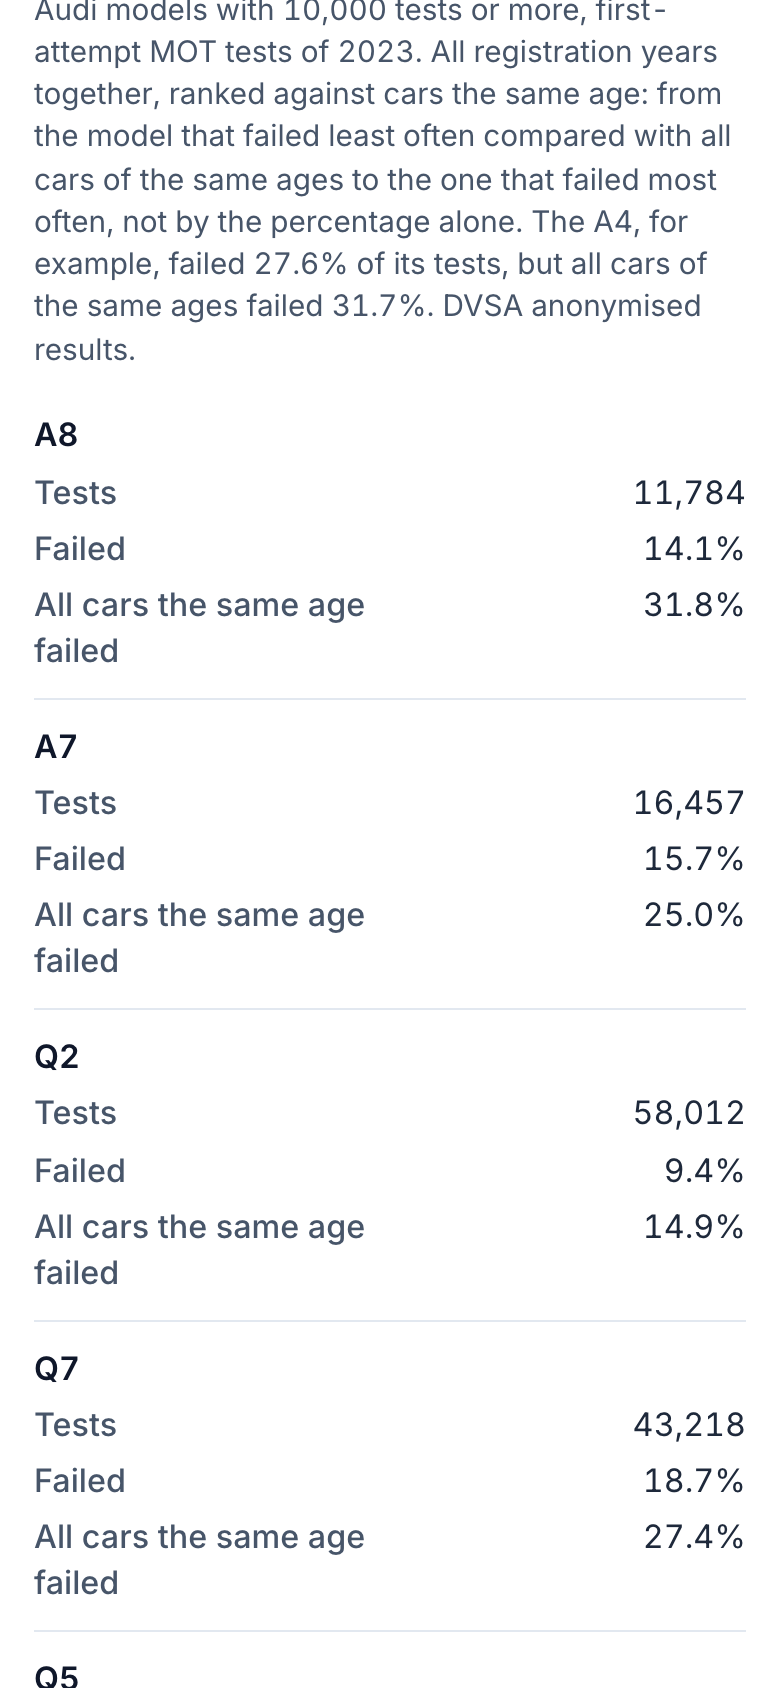 Audi models with 10,000 tests or more, first-
attempt MOT tests of 2023. All registration years
together, ranked against cars the same age: from
the model that failed least often compared with all
cars of the same ages to the one that failed most
often, not by the percentage alone. The A4, for
example, failed 27.6% of its tests, but all cars of
the same ages failed 31.7%. DVSA anonymised
results.
A8
Tests 11,784
Failed 14.1%
All cars the same age 31.8%
failed
A7
Tests 16,457
Failed 15.7%
All cars the same age 25.0%
failed
Q2
Tests 58,012
Failed 9.4%
All cars the same age 14.9%
failed
Q7
Tests 43,218
Failed 18.7%
All cars the same age 27.4%
failed
Q5